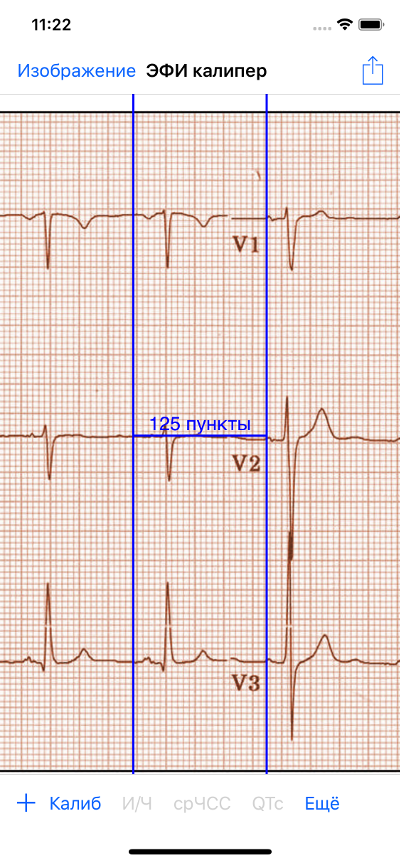 11:22
Изображение ЭФИ калипер
V1
125 пункты
V2
V3
+ Калиб И/Ч срЧСС QTc Ещё